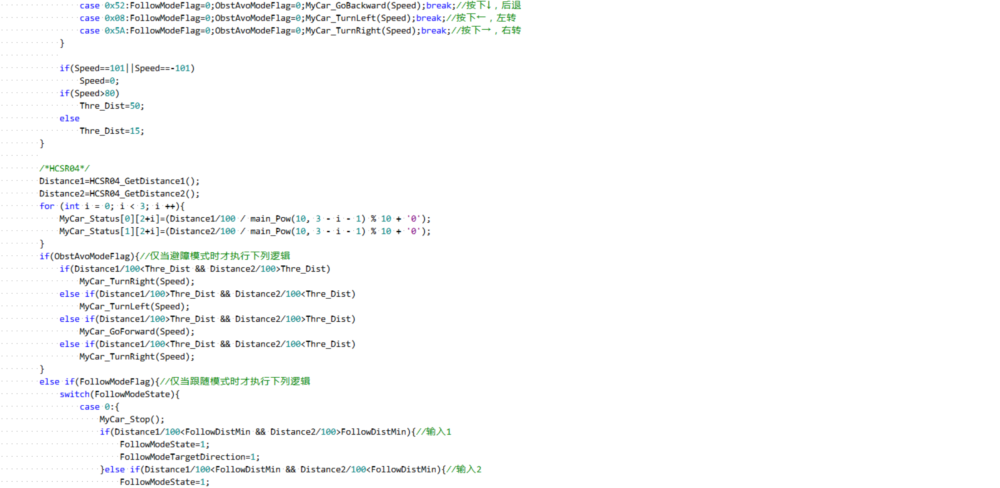 case 0x52:FollowModeFlag=0;ObstAvoModeFlag=0;MyCar_GoBackward(Speed);break;//按下↓，后退
case 0x08:FollowModeFlag=0;ObstAvoModeFlag=0;MyCar_TurnLeft(Speed);break;//按下←，左转
case 0x5A:FollowModeFlag=0;ObstAvoModeFlag=0;MyCar_TurnRight(Speed);break;//按下→，右转
}
if(Speed==101||Speed==-101)
Speed=0;
if(Speed>80)
Thre_Dist=50;
else
Thre_Dist=15;
}
/*HCSR04*/
Distance1=HCSR04_GetDistance1();
Distance2=HCSR04_GetDistance2();
for (int i = 0; i < 3; i ++){
MyCar_Status[0][2+i]=(Distance1/100 / main_Pow(10, 3 - i - 1) % 10 + '0');
MyCar_Status[1][2+i]=(Distance2/100 / main_Pow(10, 3 - i - 1) % 10 + '0');
}
if(ObstAvoModeFlag){//仅当避障模式时才执行下列逻辑
if(Distance1/100<Thre_Dist && Distance2/100>Thre_Dist)
MyCar_TurnRight(Speed);
else if(Distance1/100>Thre_Dist && Distance2/100<Thre_Dist)
MyCar_TurnLeft(Speed);
else if(Distance1/100>Thre_Dist && Distance2/100>Thre_Dist)
MyCar_GoForward(Speed);
else if(Distance1/100<Thre_Dist && Distance2/100<Thre_Dist)
MyCar_TurnRight(Speed);
}
else if(FollowModeFlag){//仅当跟随模式时才执行下列逻辑
switch(FollowModeState){
case 0:{
MyCar_Stop();
if(Distance1/100<FollowDistMin && Distance2/100>FollowDistMin){//输入1
FollowModeState=1;
FollowModeTargetDirection=1;
}else if(Distance1/100<FollowDistMin && Distance2/100<FollowDistMin){//输入2
FollowModeState=1;